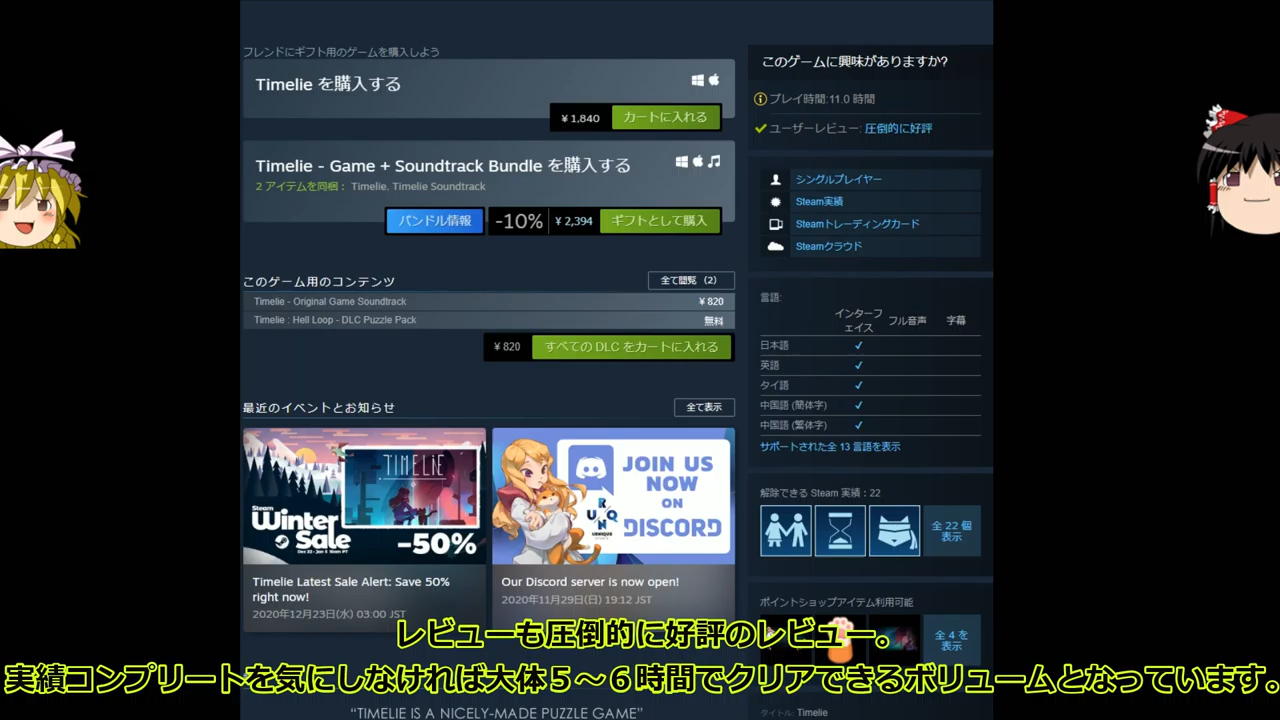 フレンドにギフト用のゲームを購入しよう
Timelie を購入する
¥ 1,840
カートに入れる
Timelie - Game + Soundtrack Bundle を購入する
2 アイテムを同梱： Timelie, Timelie Soundtrack
バンドル情報
-10%
¥ 2,394
ギフトとして購入
このゲーム用のコンテンツ
全て閲覧 (2)
Timelie - Original Game Soundtrack
¥ 820
Timelie : Hell Loop - DLC Puzzle Pack
無料
¥ 820
すべての DLC をカートに入れる
最近のイベントとお知らせ
全て表示
TIMELIE
Steam
Winter
Sale
-50%
Timelie Latest Sale Alert: Save 50%
right now!
2020年12月23日(水) 03:00 JST
JOIN US
NOW
ON
DISCORD
Our Discord server is now open!
2020年11月29日(日) 19:12 JST
“TIMELIE IS A NICELY-MADE PUZZLE GAME”
このゲームに興味がありますか?
プレイ時間:11.0 時間
ユーザーレビュー: 圧倒的に好評
シングルプレイヤー
Steam実績
Steamトレーディングカード
Steamクラウド
言語:
インターフ
ェイス
フル音声
字幕
日本語
英語
タイ語
中国語 (簡体字)
中国語 (繁体字)
サポートされた全 13 言語を表示
解除できる Steam 実績：22
全 22 個
表示
ポイントショップアイテム利用可能
全 4 を
表示
タイトル: Timelie
レビューも圧倒的に好評のレビュー。
実績コンプリートを気にしなければ大体５～６時間でクリアできるボリュームとなっています。